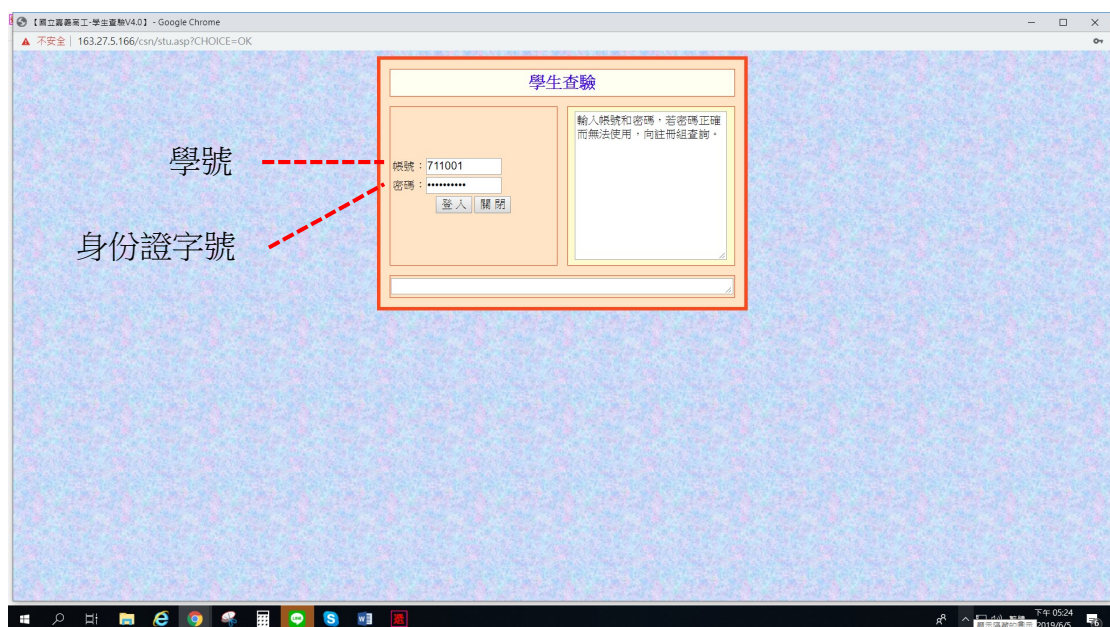 【國立嘉義高工-學生查驗V4.0】 - Google Chrome
不安全 | 163.27.5.166/csn/stu.asp?CHOICE=OK
學生查驗
輸入帳號和密碼，若密碼正確
而無法使用，向註冊組查詢。
學號
帳號：711001
密碼：••••••••••
登 入 關 閉
身份證字號
下午 05:24
2019/6/5